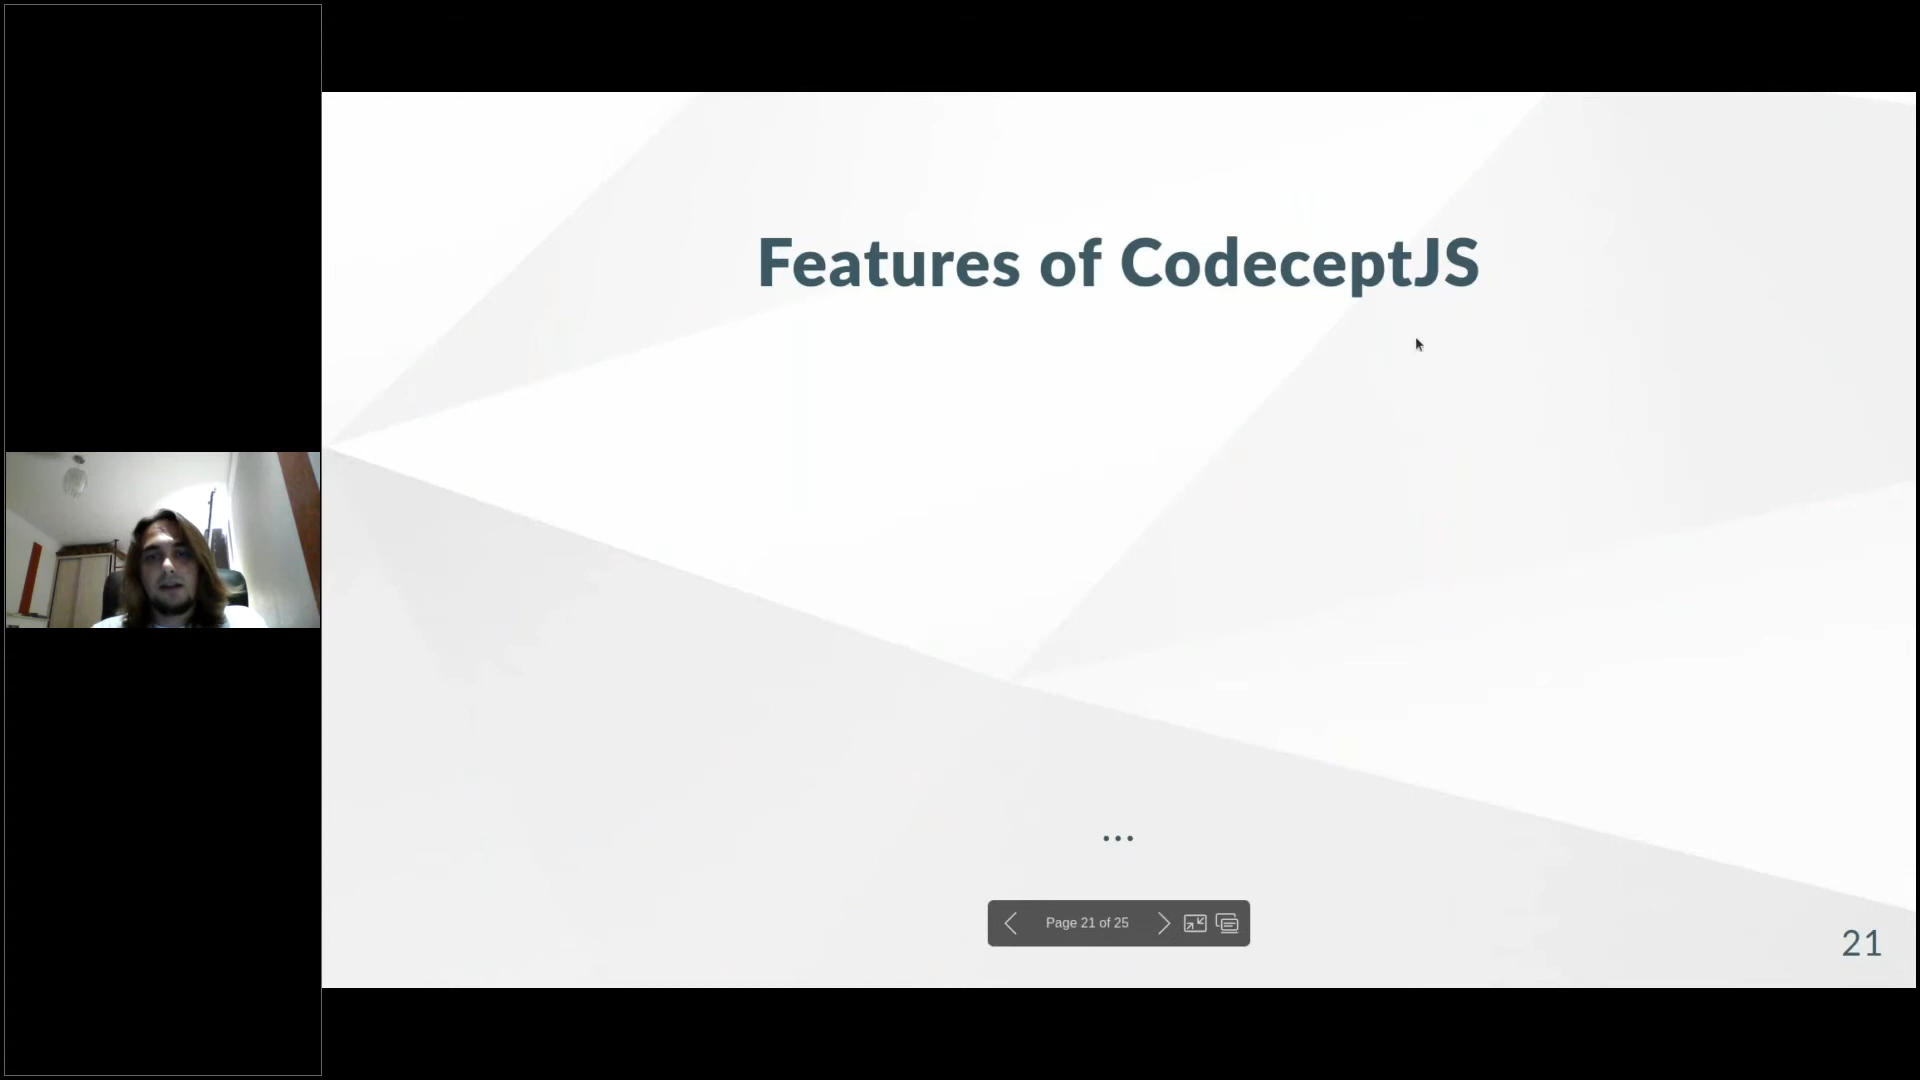 Features of CodeceptJS
...
Page 21 of 25
21